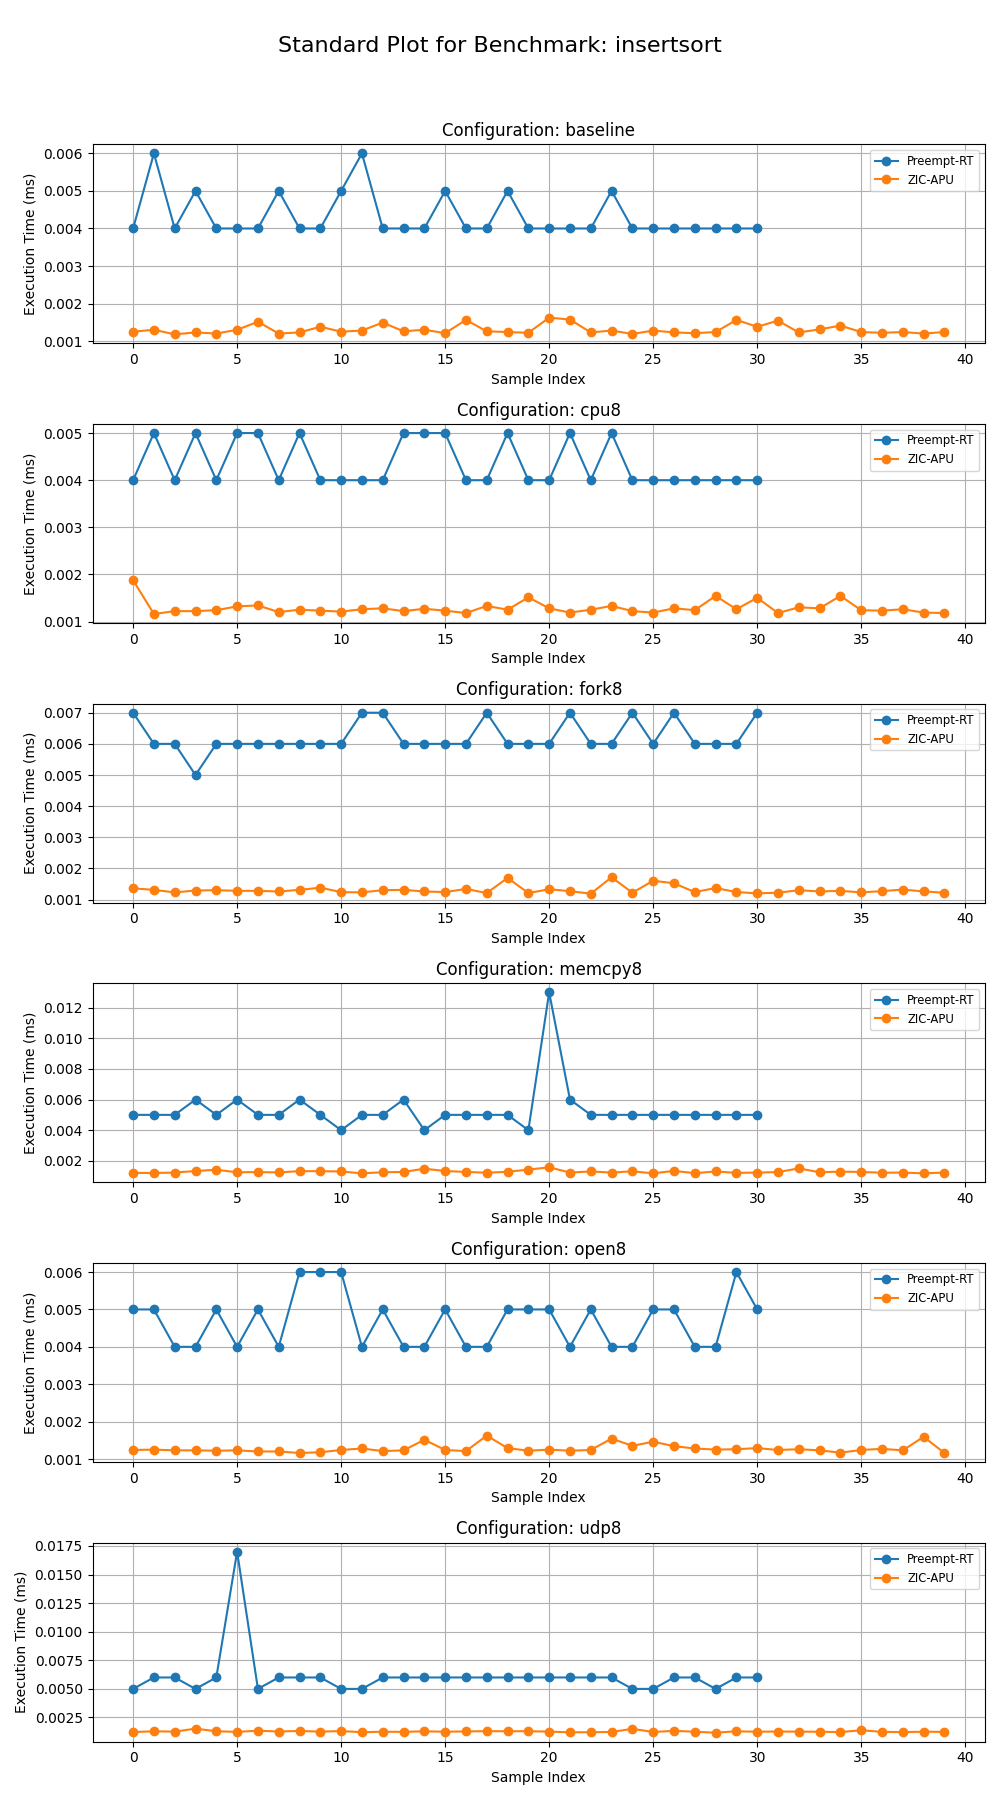 Standard Plot for Benchmark: insertsort
Configuration: baseline
Execution Time (ms)
0.006
0.005
0.004
0.003
0.002
0.001
Preempt-RT
ZIC-APU
0 5 10 15 20 25 30 35 40
Sample Index
Configuration: cpu8
Execution Time (ms)
0.005
0.004
0.003
0.002
0.001
Preempt-RT
ZIC-APU
0 5 10 15 20 25 30 35 40
Sample Index
Configuration: fork8
Execution Time (ms)
0.007
0.006
0.005
0.004
0.003
0.002
0.001
Preempt-RT
ZIC-APU
0 5 10 15 20 25 30 35 40
Sample Index
Configuration: memcpy8
Execution Time (ms)
0.012
0.010
0.008
0.006
0.004
0.002
Preempt-RT
ZIC-APU
0 5 10 15 20 25 30 35 40
Sample Index
Configuration: open8
Execution Time (ms)
0.006
0.005
0.004
0.003
0.002
0.001
Preempt-RT
ZIC-APU
0 5 10 15 20 25 30 35 40
Sample Index
Configuration: udp8
Execution Time (ms)
0.0175
0.0150
0.0125
0.0100
0.0075
0.0050
0.0025
Preempt-RT
ZIC-APU
0 5 10 15 20 25 30 35 40
Sample Index